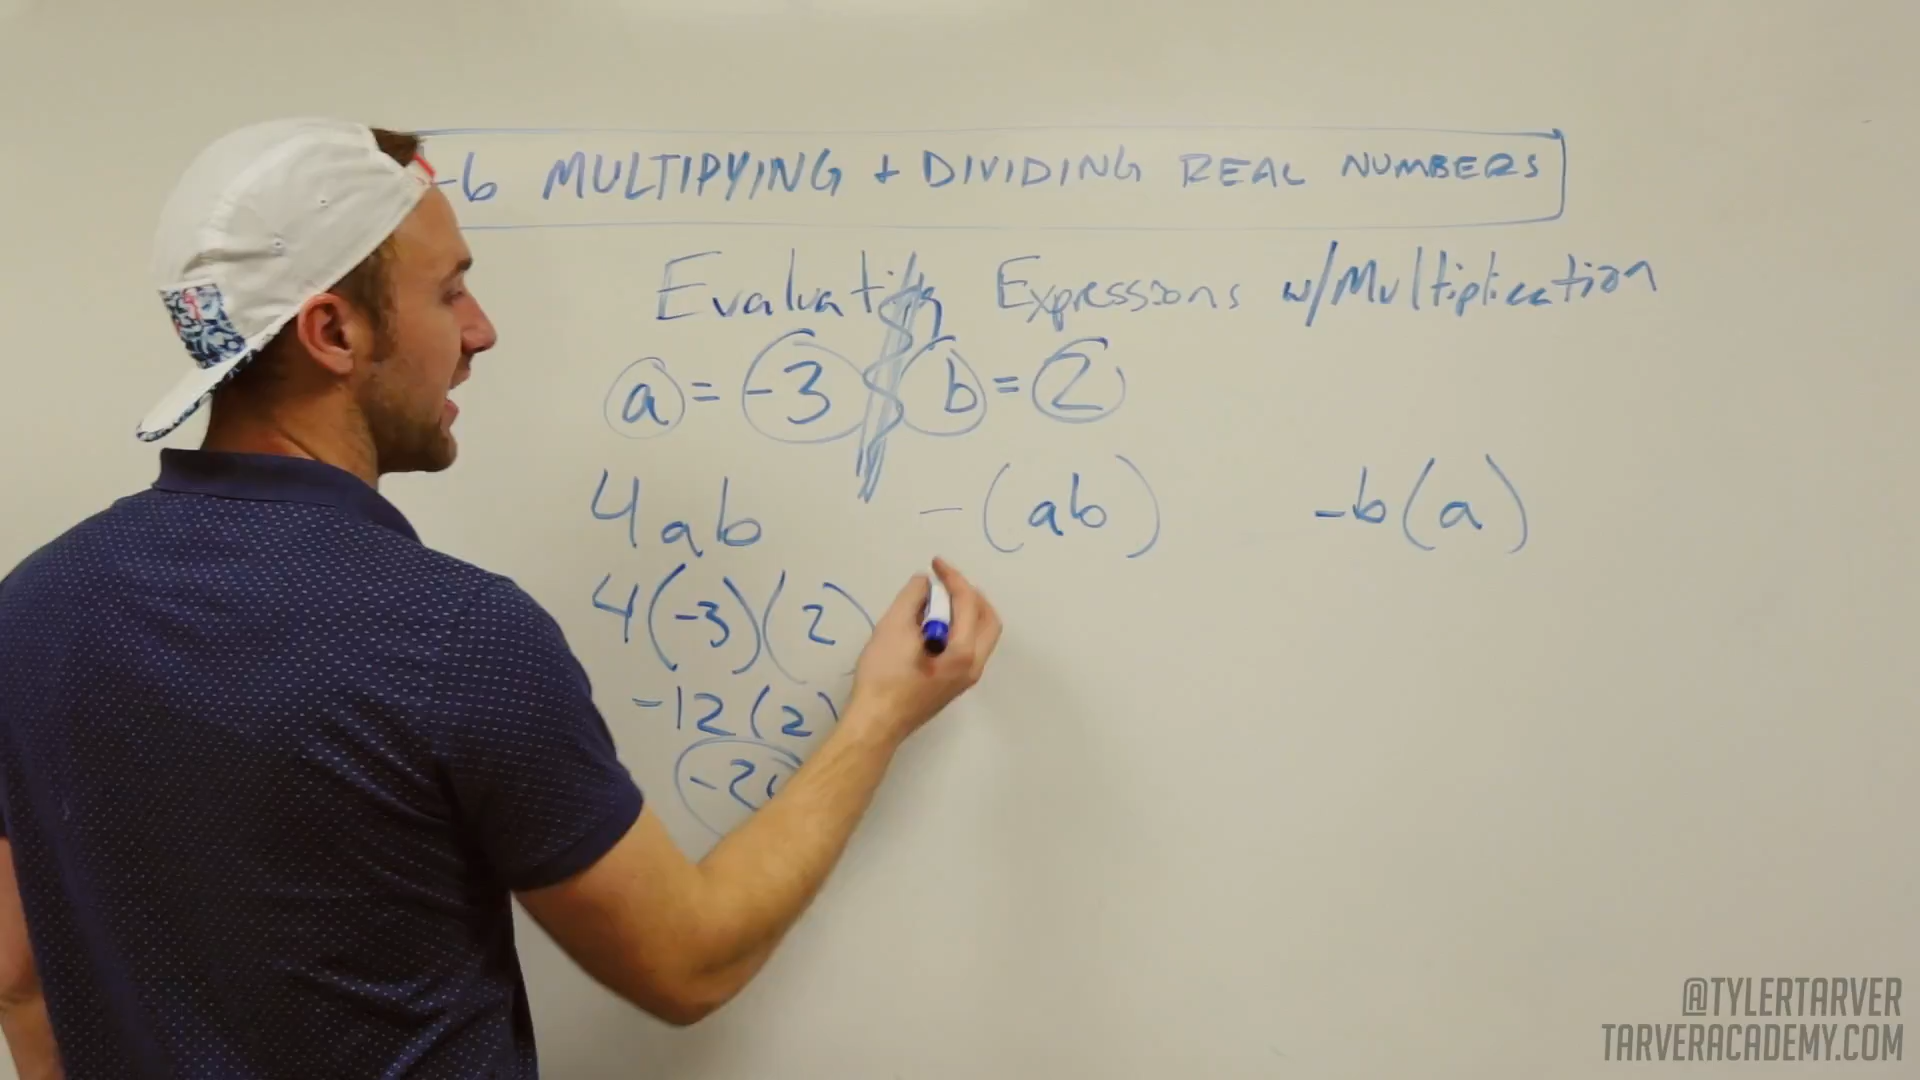 -6 MULTIPYING + DIVIDING REAL NUMBERS
Evaluating Expressions w/Multiplication
a = -3 b = 2
4ab -(ab) -b(a)
4(-3)(2)
-12(2)
@TYLERTARVER
TARVERACADEMY.COM